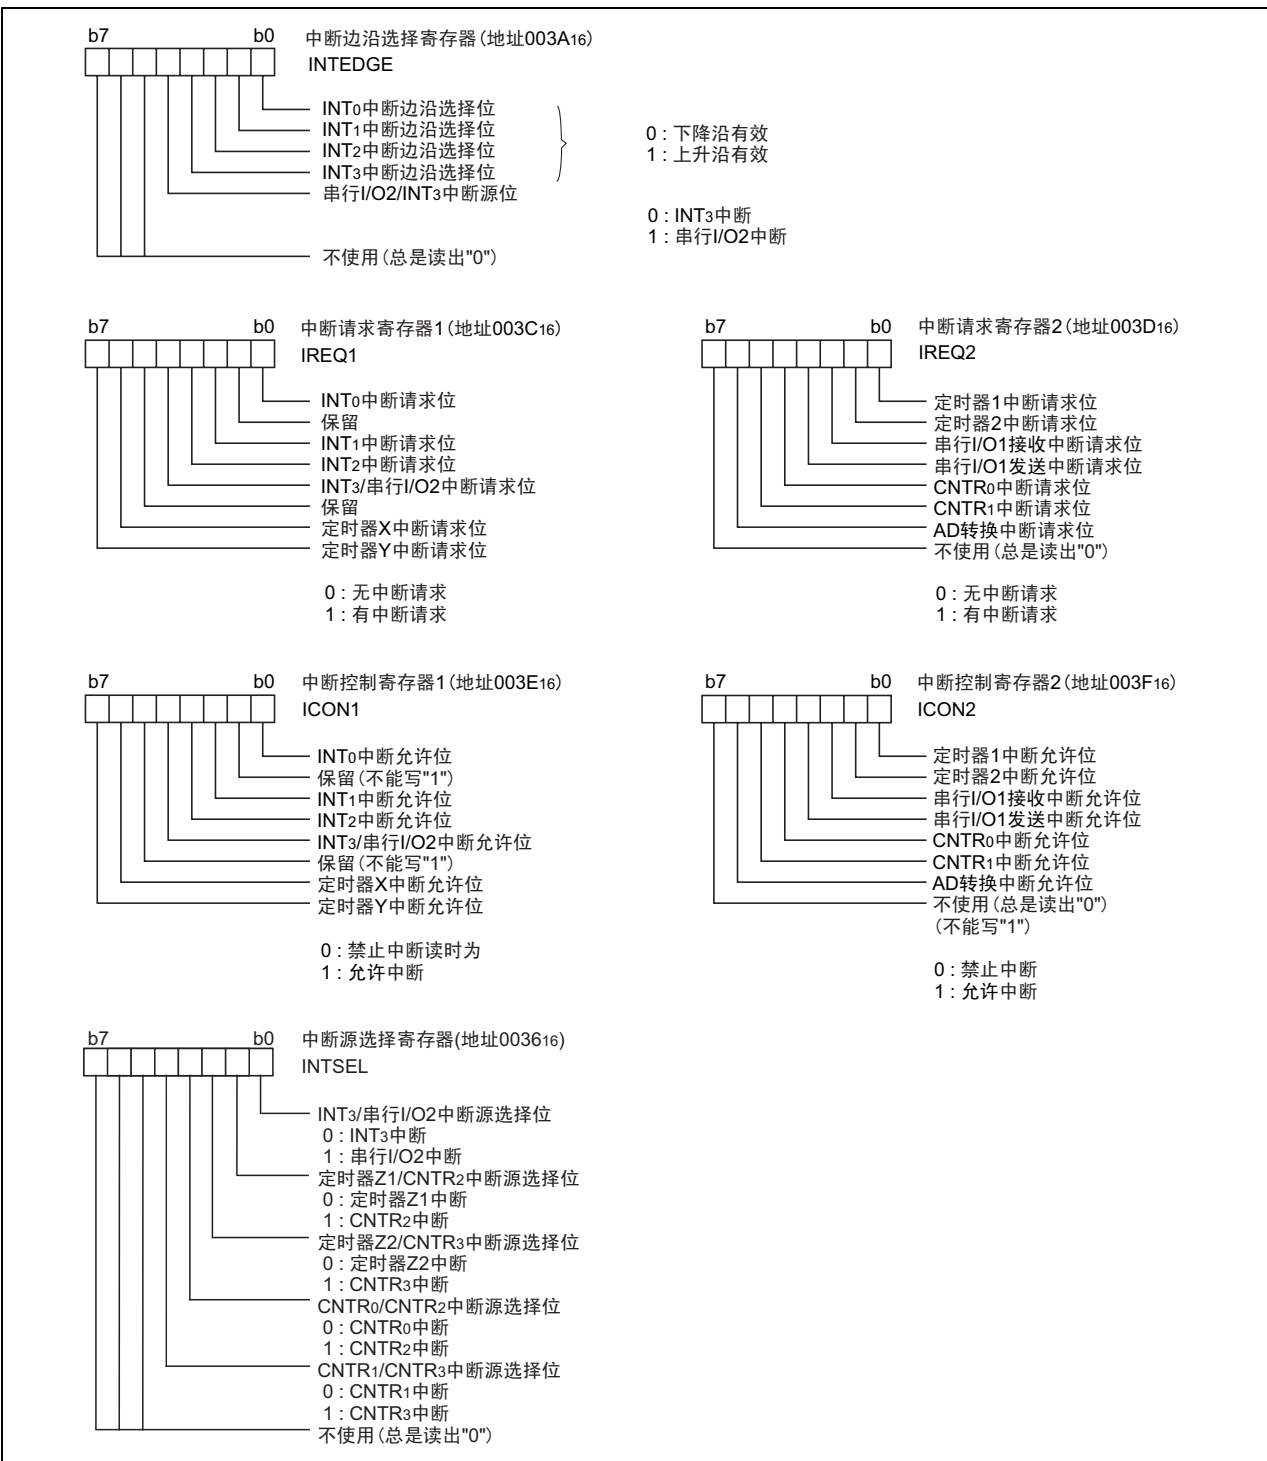 b7 b0 中断边沿选择寄存器(地址003A16)
INTEDGE
INT0中断边沿选择位
INT1中断边沿选择位
INT2中断边沿选择位
INT3中断边沿选择位
串行I/O2/INT3中断源位
0 : 下降沿有效
1 : 上升沿有效
0 : INT3中断
1 : 串行I/O2中断
不使用(总是读出"0")
b7 b0 中断请求寄存器1(地址003C16)
IREQ1
INT0中断请求位
保留
INT1中断请求位
INT2中断请求位
INT3/串行I/O2中断请求位
保留
定时器X中断请求位
定时器Y中断请求位
0 : 无中断请求
1 : 有中断请求
b7 b0 中断请求寄存器2(地址003D16)
IREQ2
定时器1中断请求位
定时器2中断请求位
串行I/O1接收中断请求位
串行I/O1发送中断请求位
CNTR0中断请求位
CNTR1中断请求位
AD转换中断请求位
不使用(总是读出"0")
0 : 无中断请求
1 : 有中断请求
b7 b0 中断控制寄存器1(地址003E16)
ICON1
INT0中断允许位
保留(不能写"1")
INT1中断允许位
INT2中断允许位
INT3/串行I/O2中断允许位
保留(不能写"1")
定时器X中断允许位
定时器Y中断允许位
0 : 禁止中断读时为
1 : 允许中断
b7 b0 中断控制寄存器2(地址003F16)
ICON2
定时器1中断允许位
定时器2中断允许位
串行I/O1接收中断允许位
串行I/O1发送中断允许位
CNTR0中断允许位
CNTR1中断允许位
AD转换中断允许位
不使用(总是读出"0")
(不能写"1")
0 : 禁止中断
1 : 允许中断
b7 b0 中断源选择寄存器(地址003616)
INTSEL
INT3/串行I/O2中断源选择位
0 : INT3中断
1 : 串行I/O2中断
定时器Z1/CNTR2中断源选择位
0 : 定时器Z1中断
1 : CNTR2中断
定时器Z2/CNTR3中断源选择位
0 : 定时器Z2中断
1 : CNTR3中断
CNTR0/CNTR2中断源选择位
0 : CNTR0中断
1 : CNTR2中断
CNTR1/CNTR3中断源选择位
0 : CNTR1中断
1 : CNTR3中断
不使用(总是读出"0")